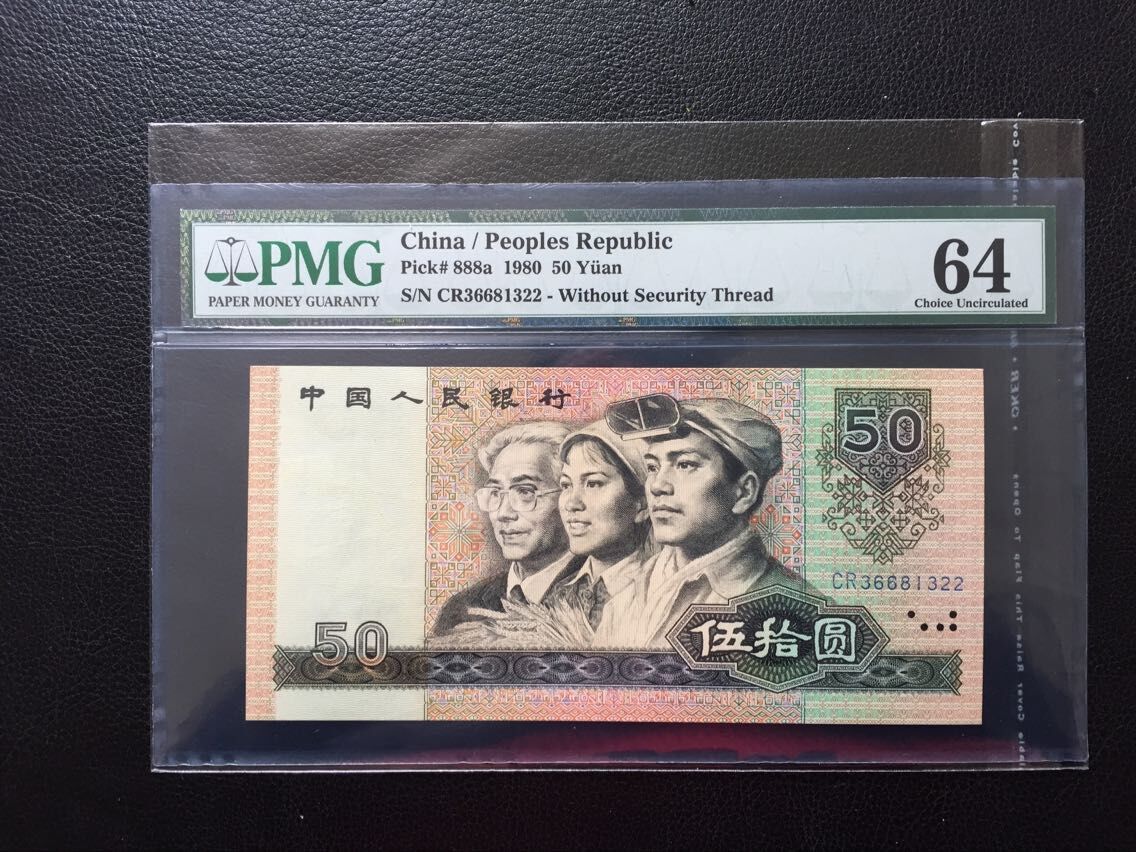 PMG
PAPER MONEY GUARANTY
China / Peoples Republic
Pick# 888a 1980 50 Yüan
S/N CR36681322 - Without Security Thread
64
Choice Uncirculated
中国人民银行
50
CR36681322
50
伍拾圆